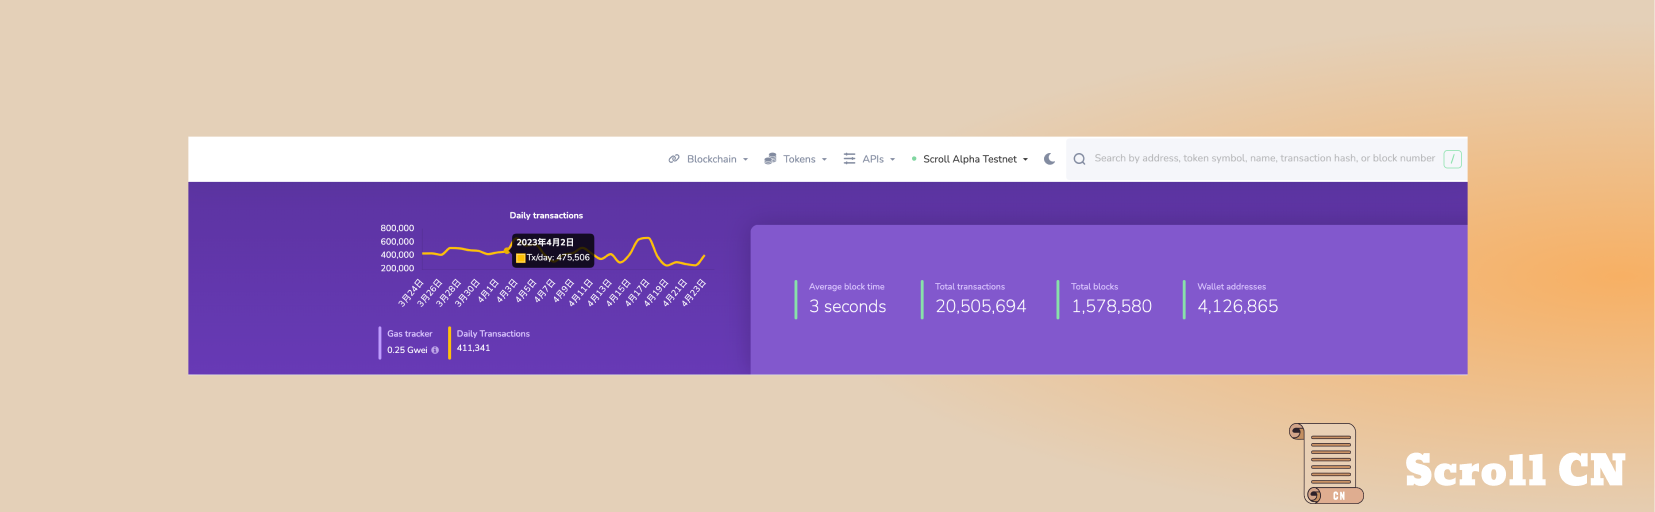 Blockchain
Tokens
APIs
Scroll Alpha Testnet
Search by address, token symbol, name, transaction hash, or block number
/
Daily transactions
800,000
600,000
400,000
200,000
2023年4月2日
Tx/day: 475,506
3月24日
3月26日
3月28日
3月30日
4月1日
4月3日
4月5日
4月7日
4月9日
4月11日
4月13日
4月15日
4月17日
4月19日
4月21日
4月23日
Gas tracker
0.25 Gwei
Daily Transactions
411,341
Average block time
3 seconds
Total transactions
20,505,694
Total blocks
1,578,580
Wallet addresses
4,126,865
CN
Scroll CN